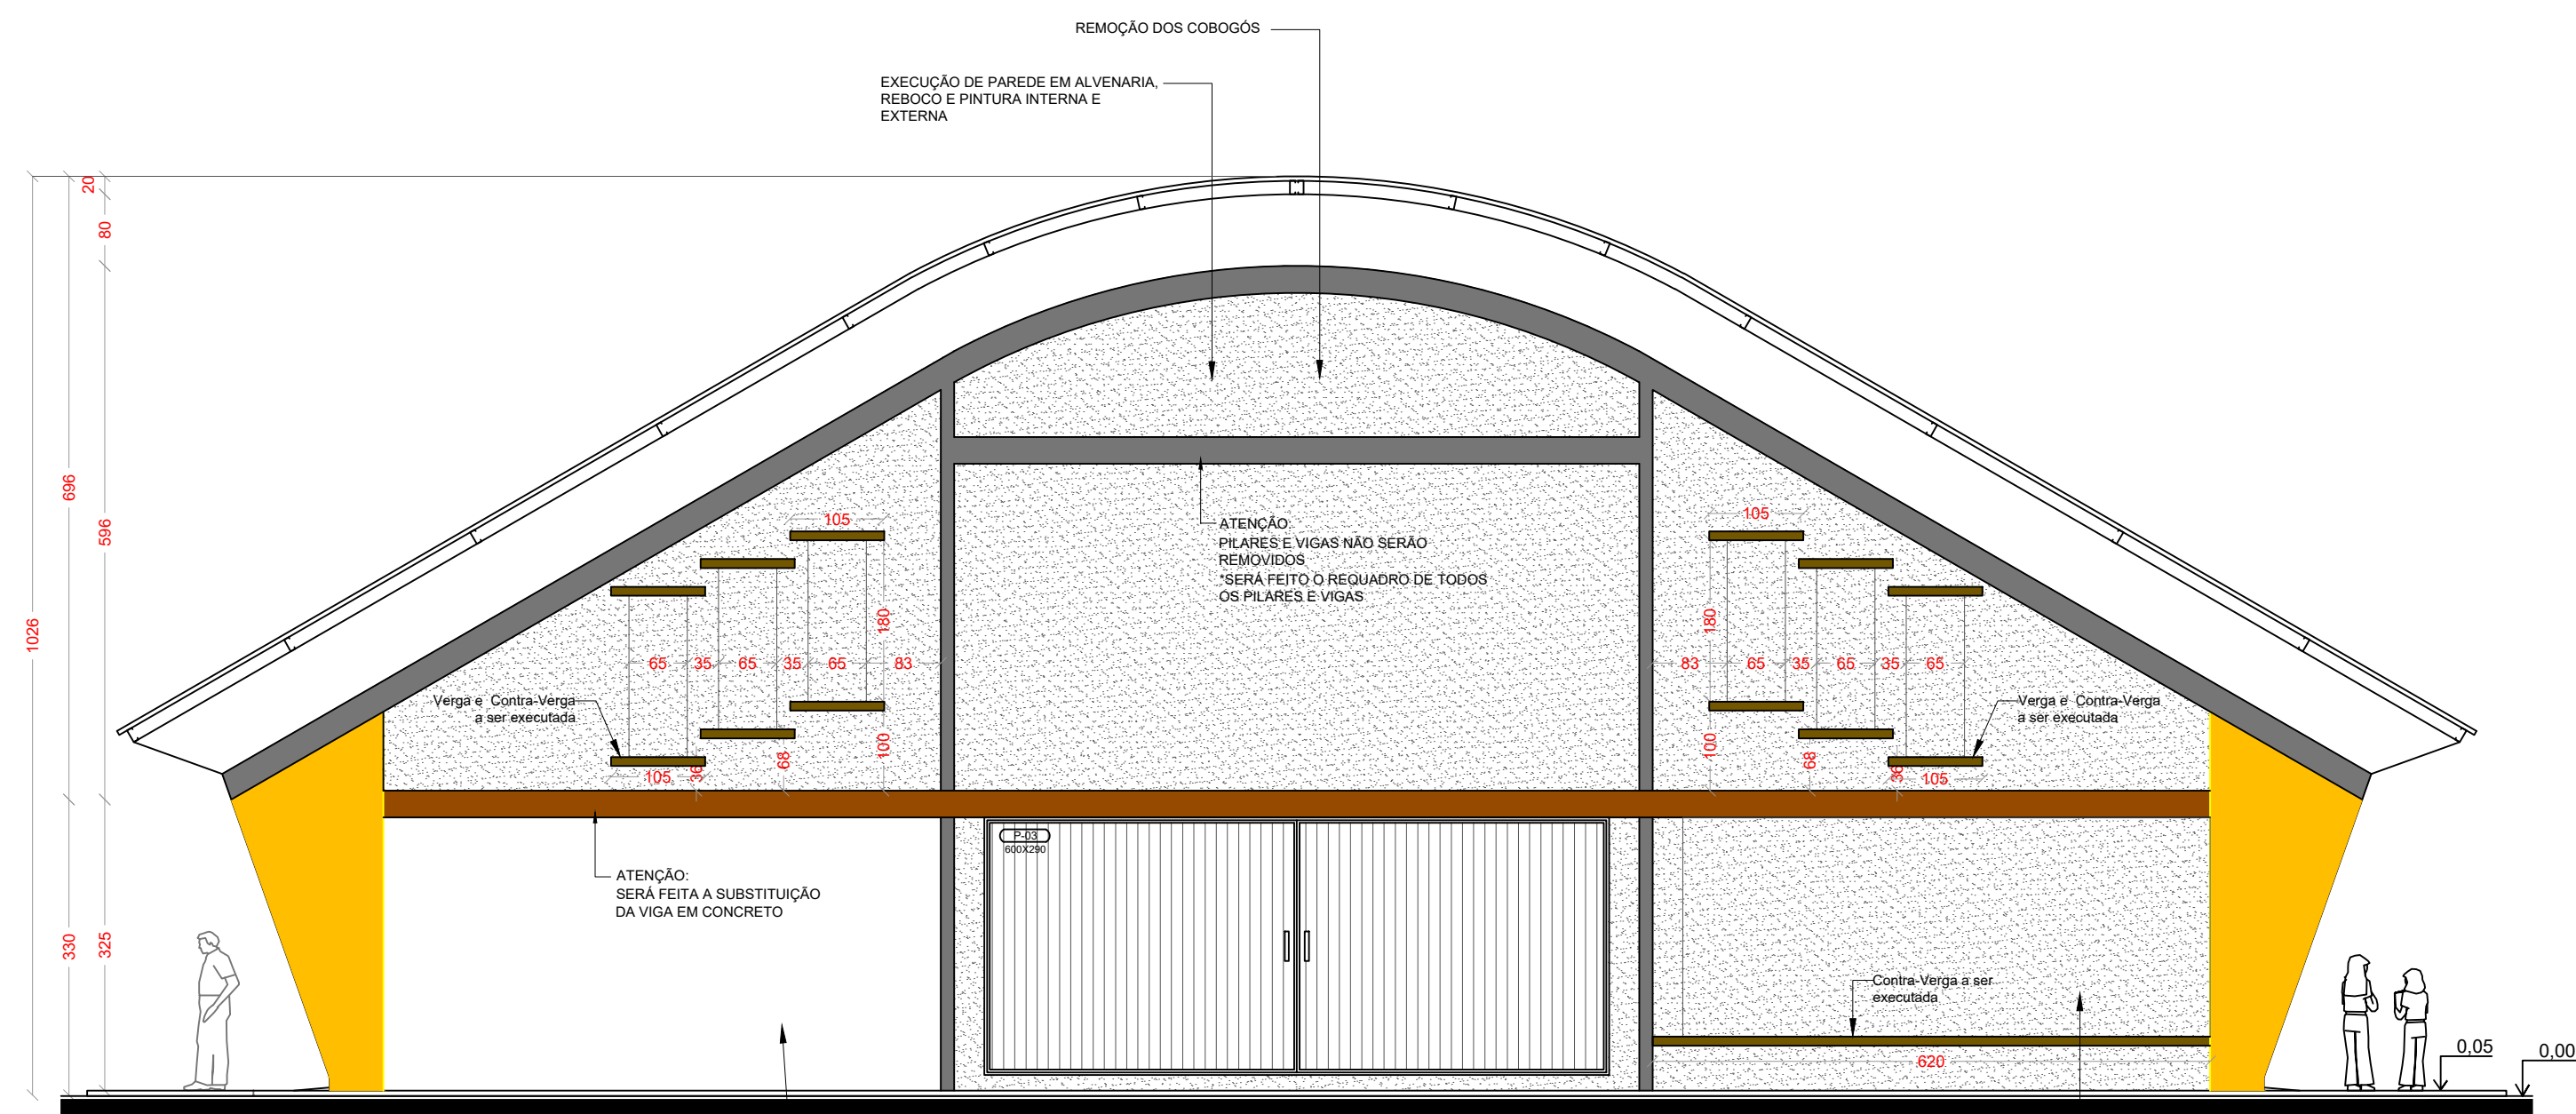 REMOÇÃO DOS COBOGÓS
EXECUÇÃO DE PAREDE EM ALVENARIA,
REBOCO E PINTURA INTERNA E
EXTERNA
20
80
696
596
1026
330
325
105
180
65
35
65
35
65
83
Verga e Contra-Verga
a ser executada
105
36
68
100
ATENÇÃO:
PILARES E VIGAS NÃO SERÃO
REMOVIDOS
*SERÁ FEITO O REQUADRO DE TODOS
OS PILARES E VIGAS
105
180
83
65
35
65
35
65
Verga e Contra-Verga
a ser executada
100
68
36
105
P-03
600X290
ATENÇÃO:
SERÁ FEITA A SUBSTITUIÇÃO
DA VIGA EM CONCRETO
Contra-Verga a ser
executada
620
0,05
0,00